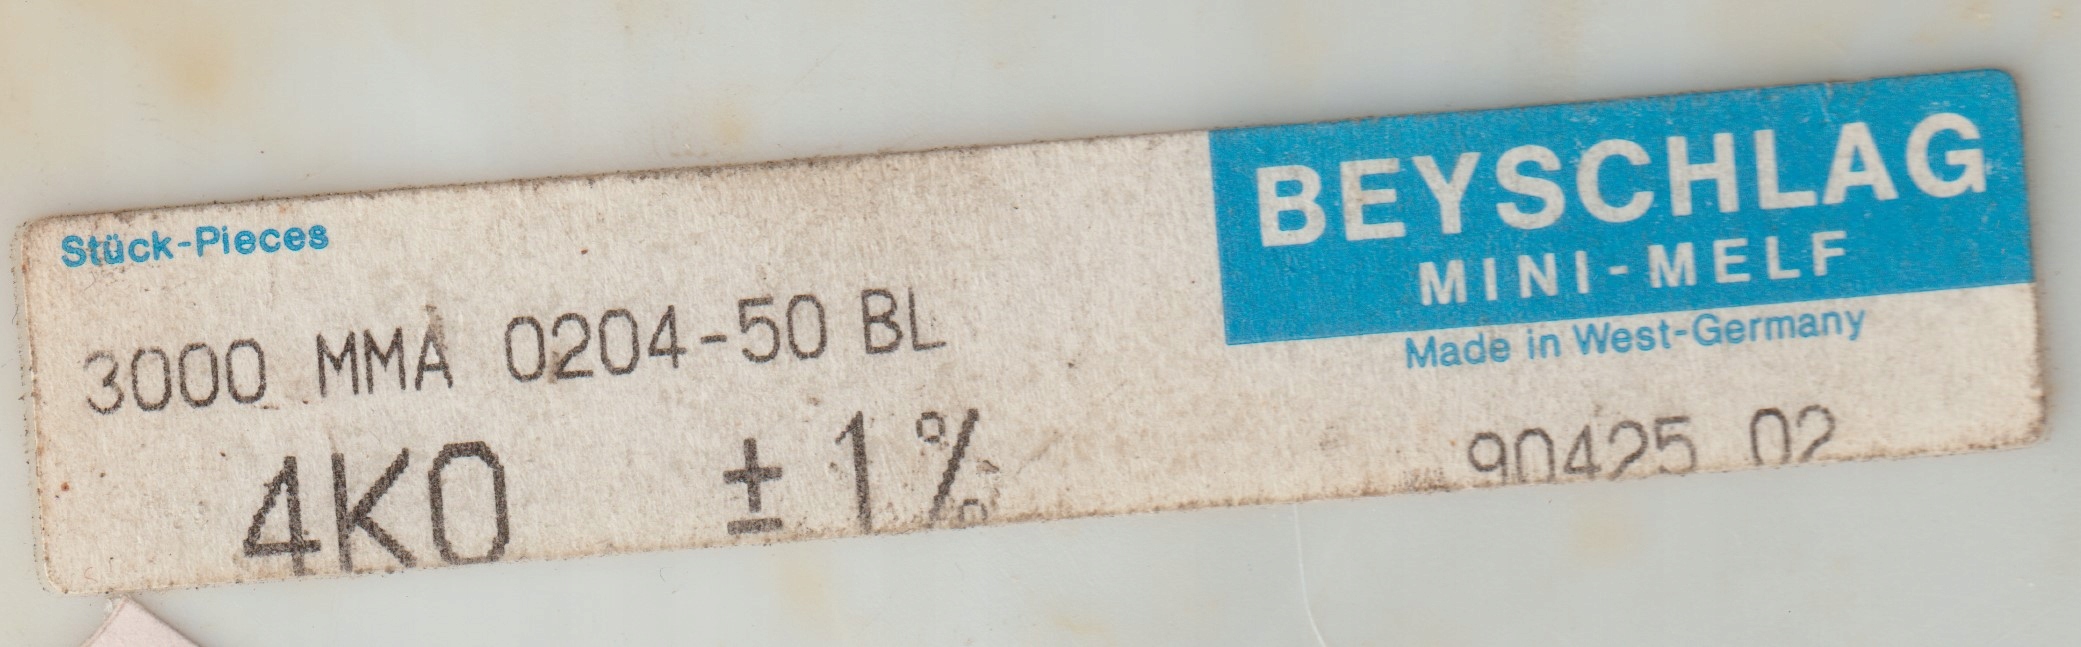 Stück-Pieces
BEYSCHLAG
MINI-MELF
Made in West-Germany
3000 MMA 0204-50 BL
4K0 ± 1%
90425 02